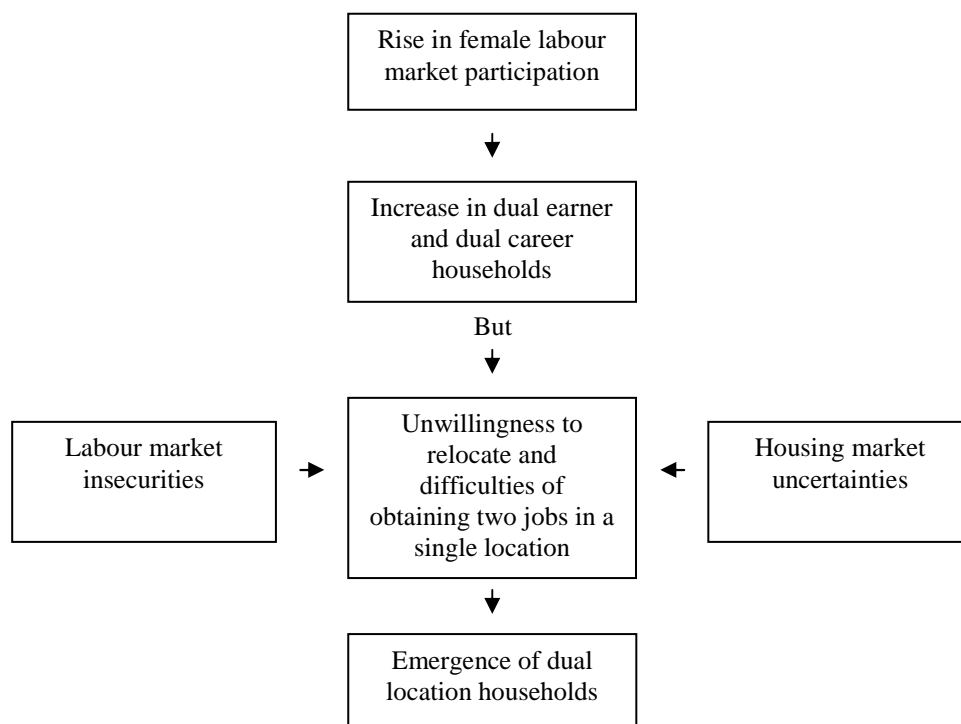 Rise in female labour
market participation
Increase in dual earner
and dual career
households
But
Labour market
insecurities
Unwillingness to
relocate and
difficulties of
obtaining two jobs in a
single location
Housing market
uncertainties
Emergence of dual
location households